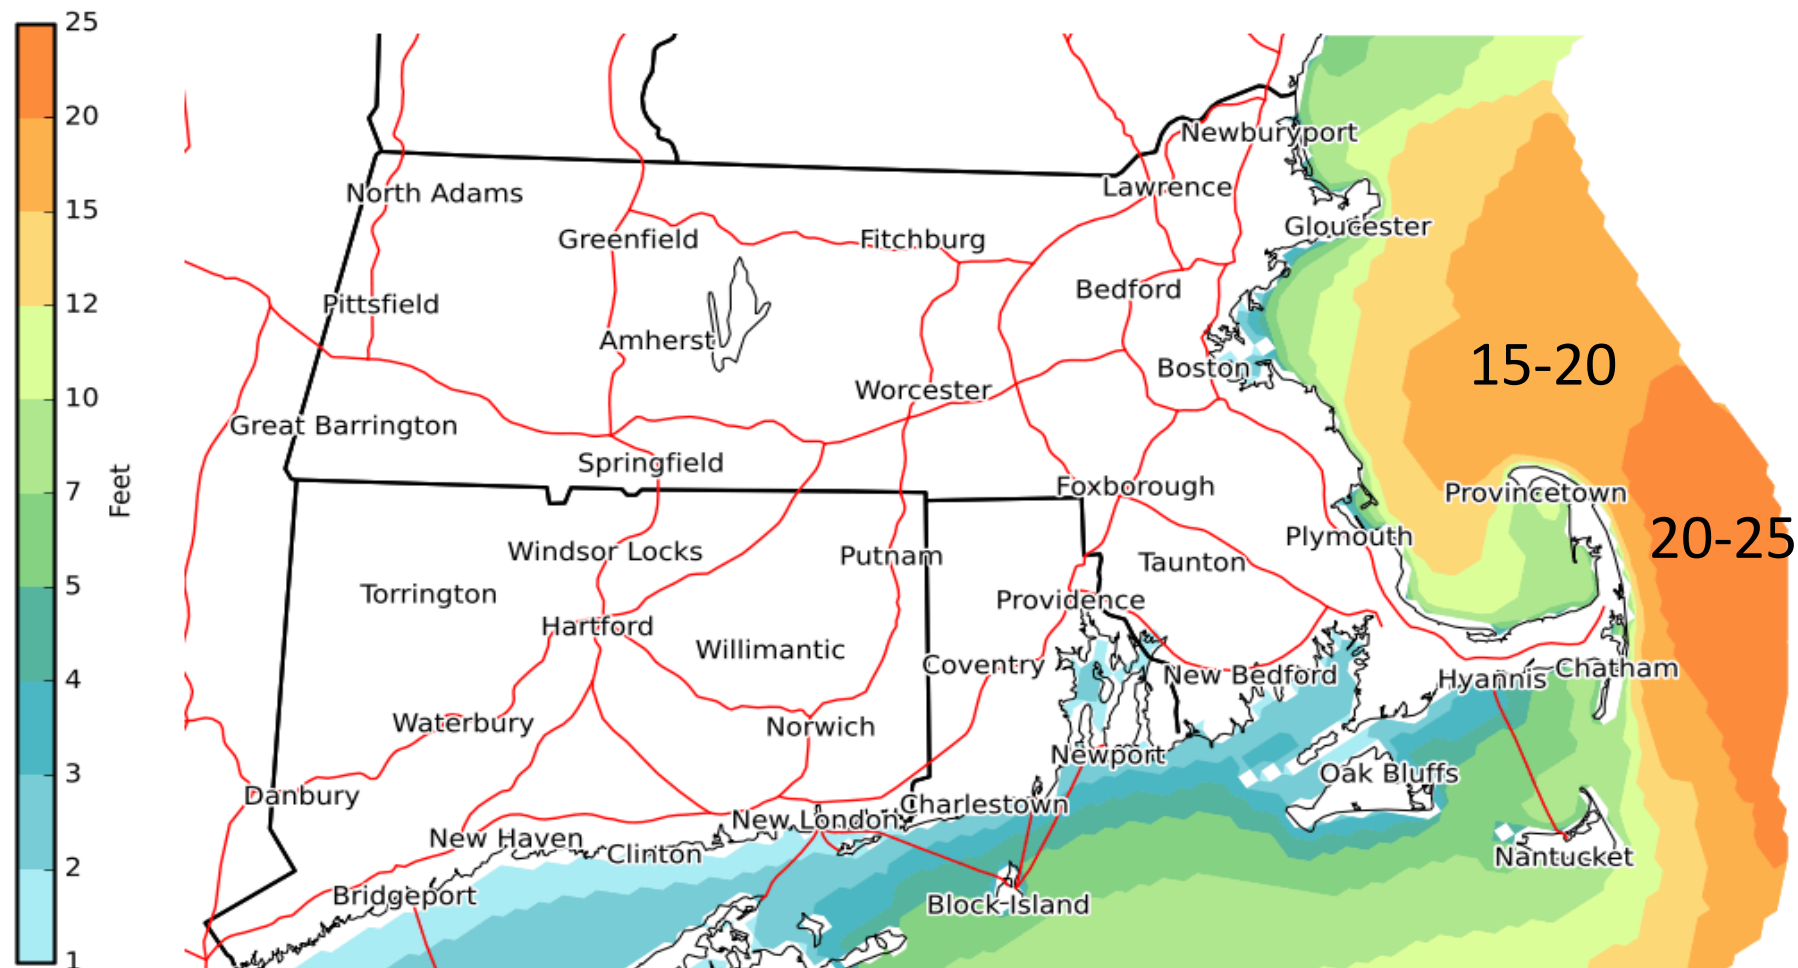 25
20
15
12
10
7
5
4
3
2
1
Feet
Newburyport
North Adams
Lawrence
Gloucester
Greenfield
Fitchburg
Bedford
Pittsfield
Amherst
Boston
15-20
Worcester
Great Barrington
Springfield
Foxborough
Provincetown
Plymouth
20-25
Windsor Locks
Putnam
Taunton
Torrington
Providence
Hartford
Willimantic
Coventry
New Bedford
Hyannis
Chatham
Waterbury
Norwich
Newport
Oak Bluffs
Danbury
Charlestown
New London
New Haven
Clinton
Nantucket
Bridgeport
Block Island